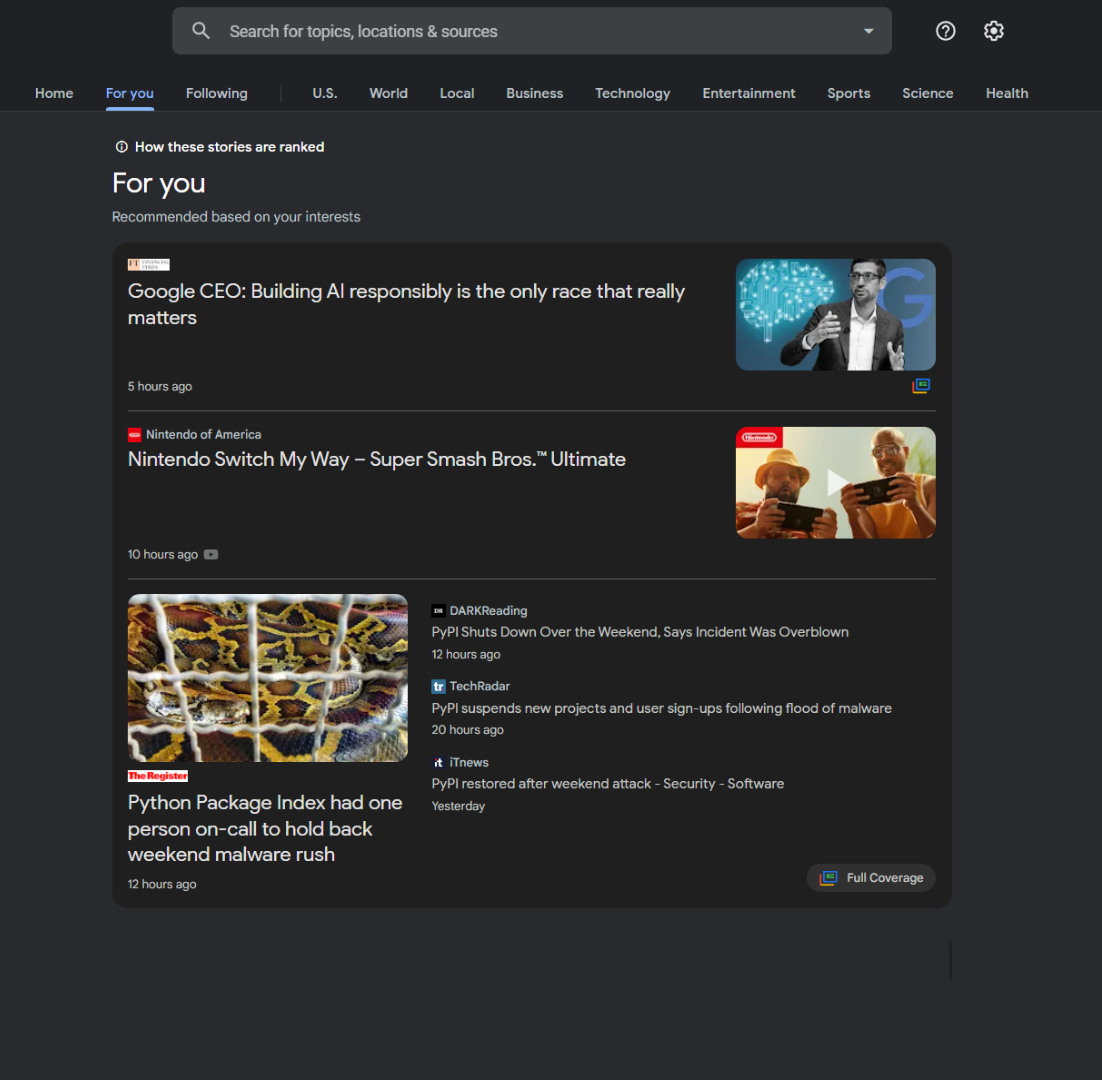 Search for topics, locations & sources
Home
For you
Following
U.S.
World
Local
Business
Technology
Entertainment
Sports
Science
Health
How these stories are ranked
For you
Recommended based on your interests
FT FINANCIAL
TIMES
Google CEO: Building AI responsibly is the only race that really
matters
5 hours ago
Nintendo of America
Nintendo Switch My Way – Super Smash Bros.™ Ultimate
Nintendo
10 hours ago
The Register
Python Package Index had one
person on-call to hold back
weekend malware rush
12 hours ago
DR DARKReading
PyPI Shuts Down Over the Weekend, Says Incident Was Overblown
12 hours ago
tr TechRadar
PyPI suspends new projects and user sign-ups following flood of malware
20 hours ago
it iTnews
PyPI restored after weekend attack - Security - Software
Yesterday
Full Coverage